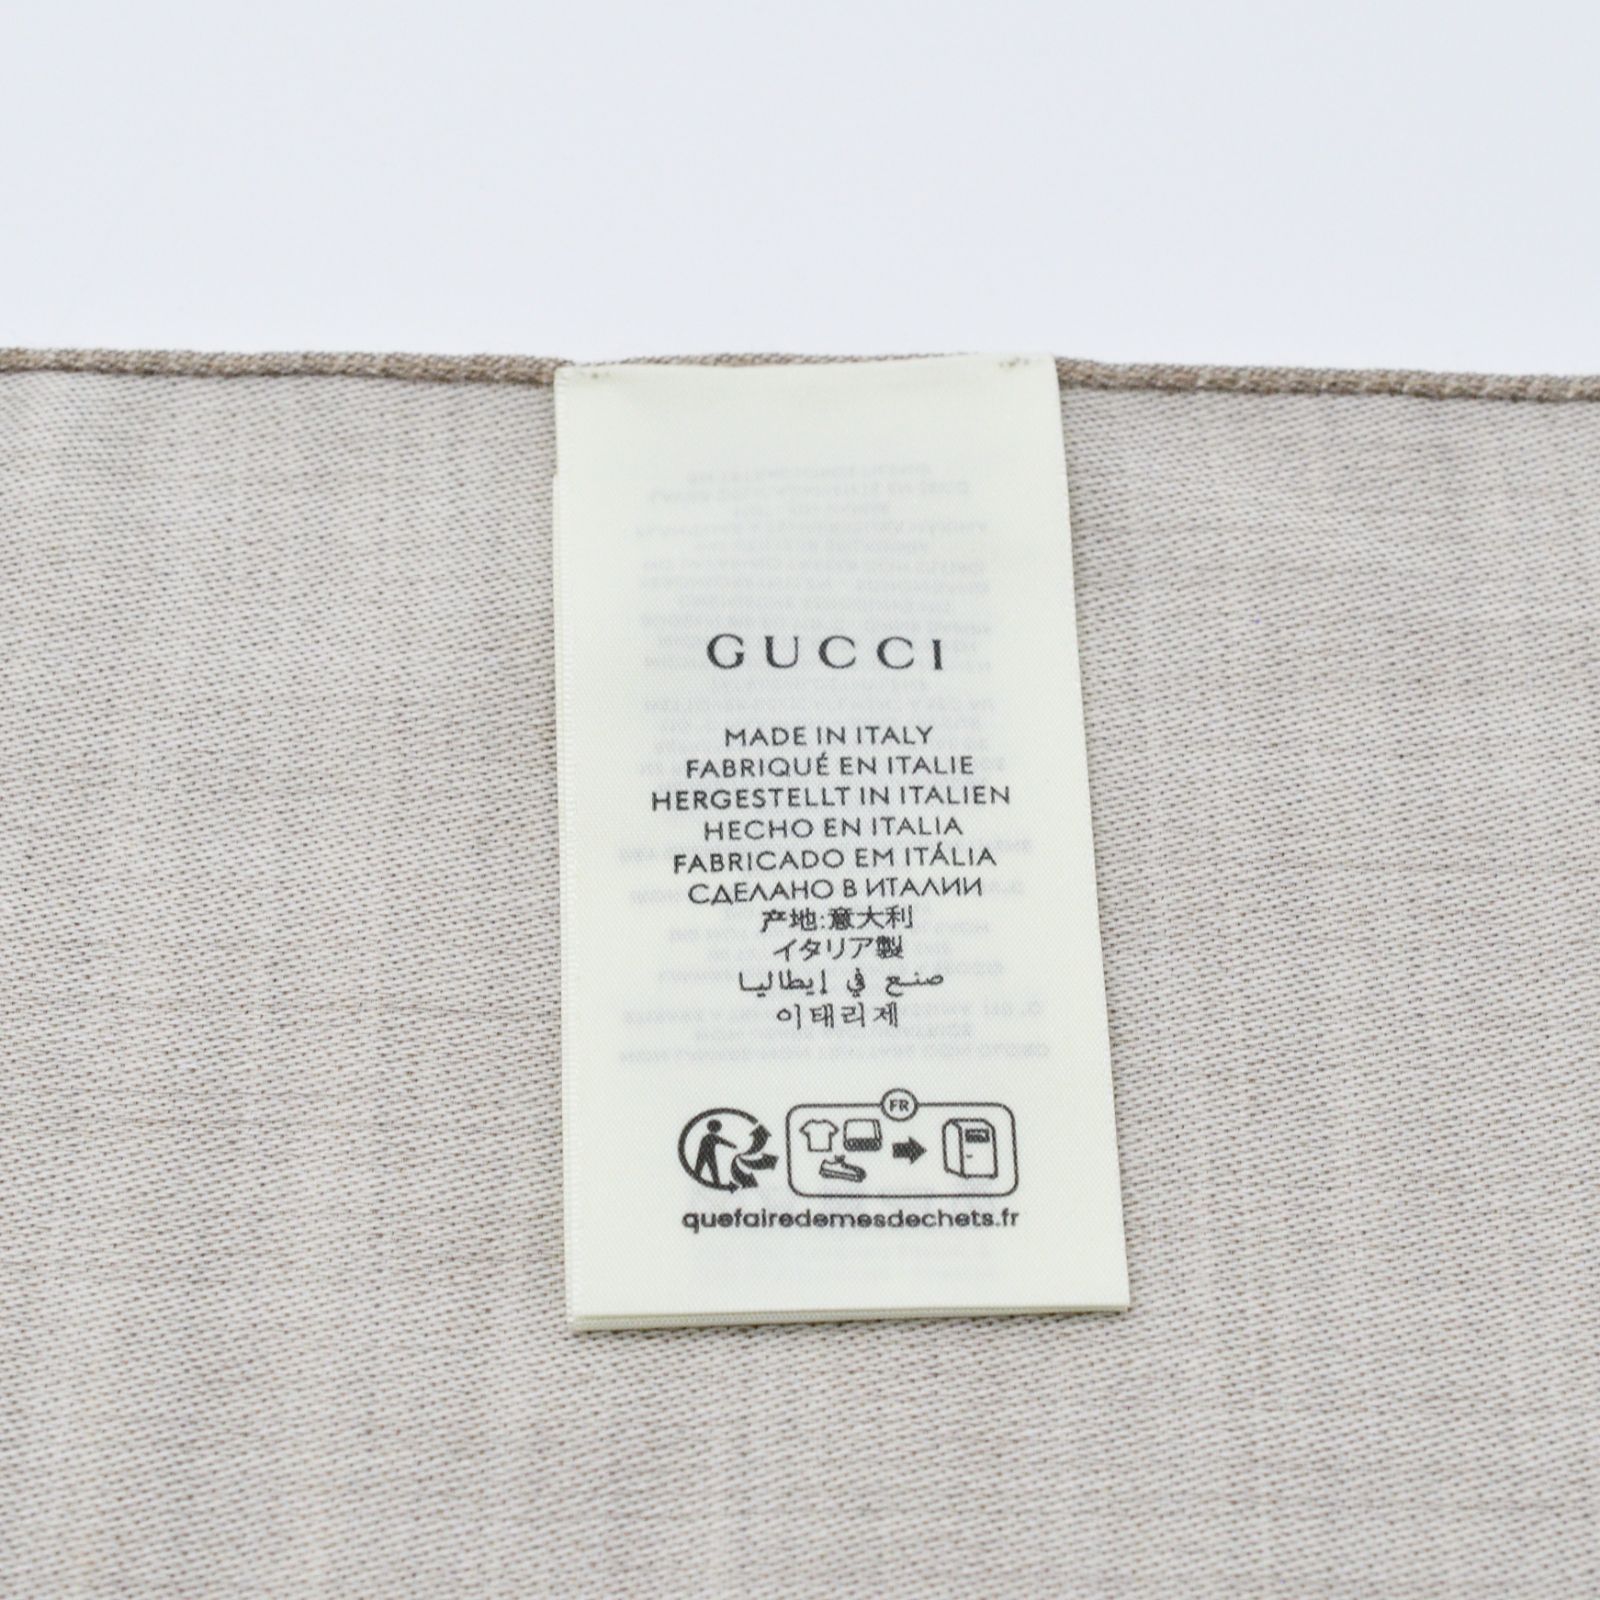 GUCCI
MADE IN ITALY
FABRIQUÉ EN ITALIE
HERGESTELLT IN ITALIEN
HECHO EN ITALIA
FABRICADO EM ITÁLIA
СДЕЛАНО В ИТАЛИИ
产地:意大利
イタリア製
صنع في إيطاليا
이태리제
FR
quefairedemesdechets.fr